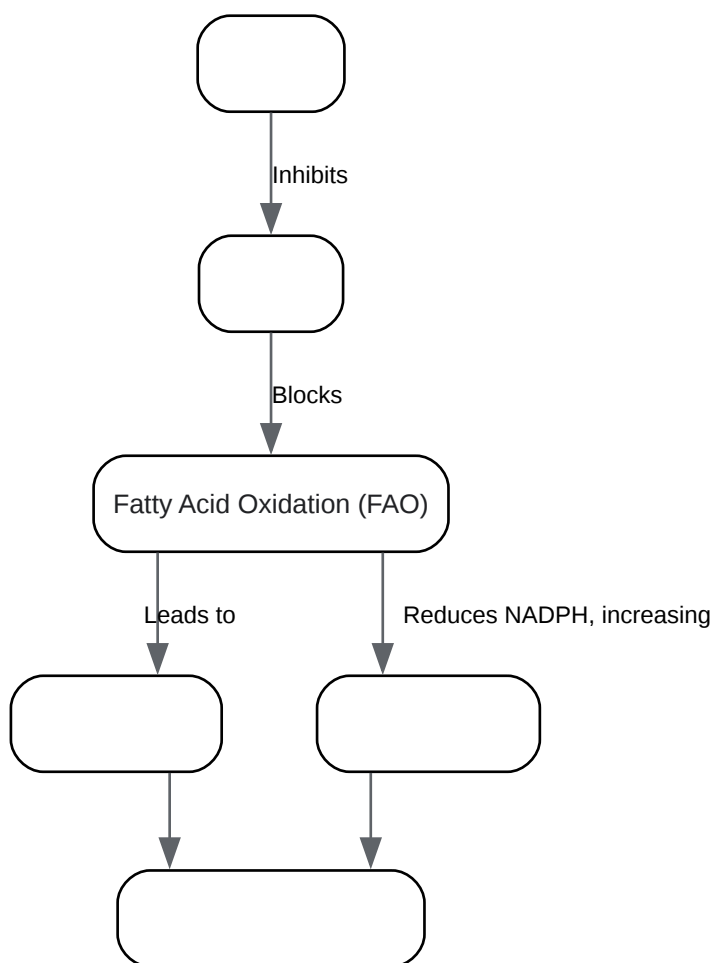 Inhibits
Blocks
Fatty Acid Oxidation (FAO)
Leads to
Reduces NADPH, increasing